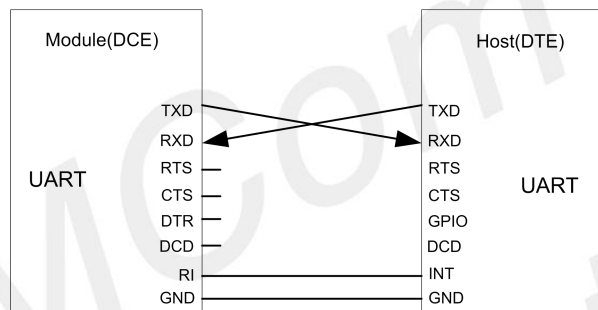 Module(DCE)
Host(DTE)
TXD
TXD
RXD
RXD
RTS
RTS
UART
UART
CTS
CTS
DTR
GPIO
DCD
DCD
RI
INT
GND
GND
MCom